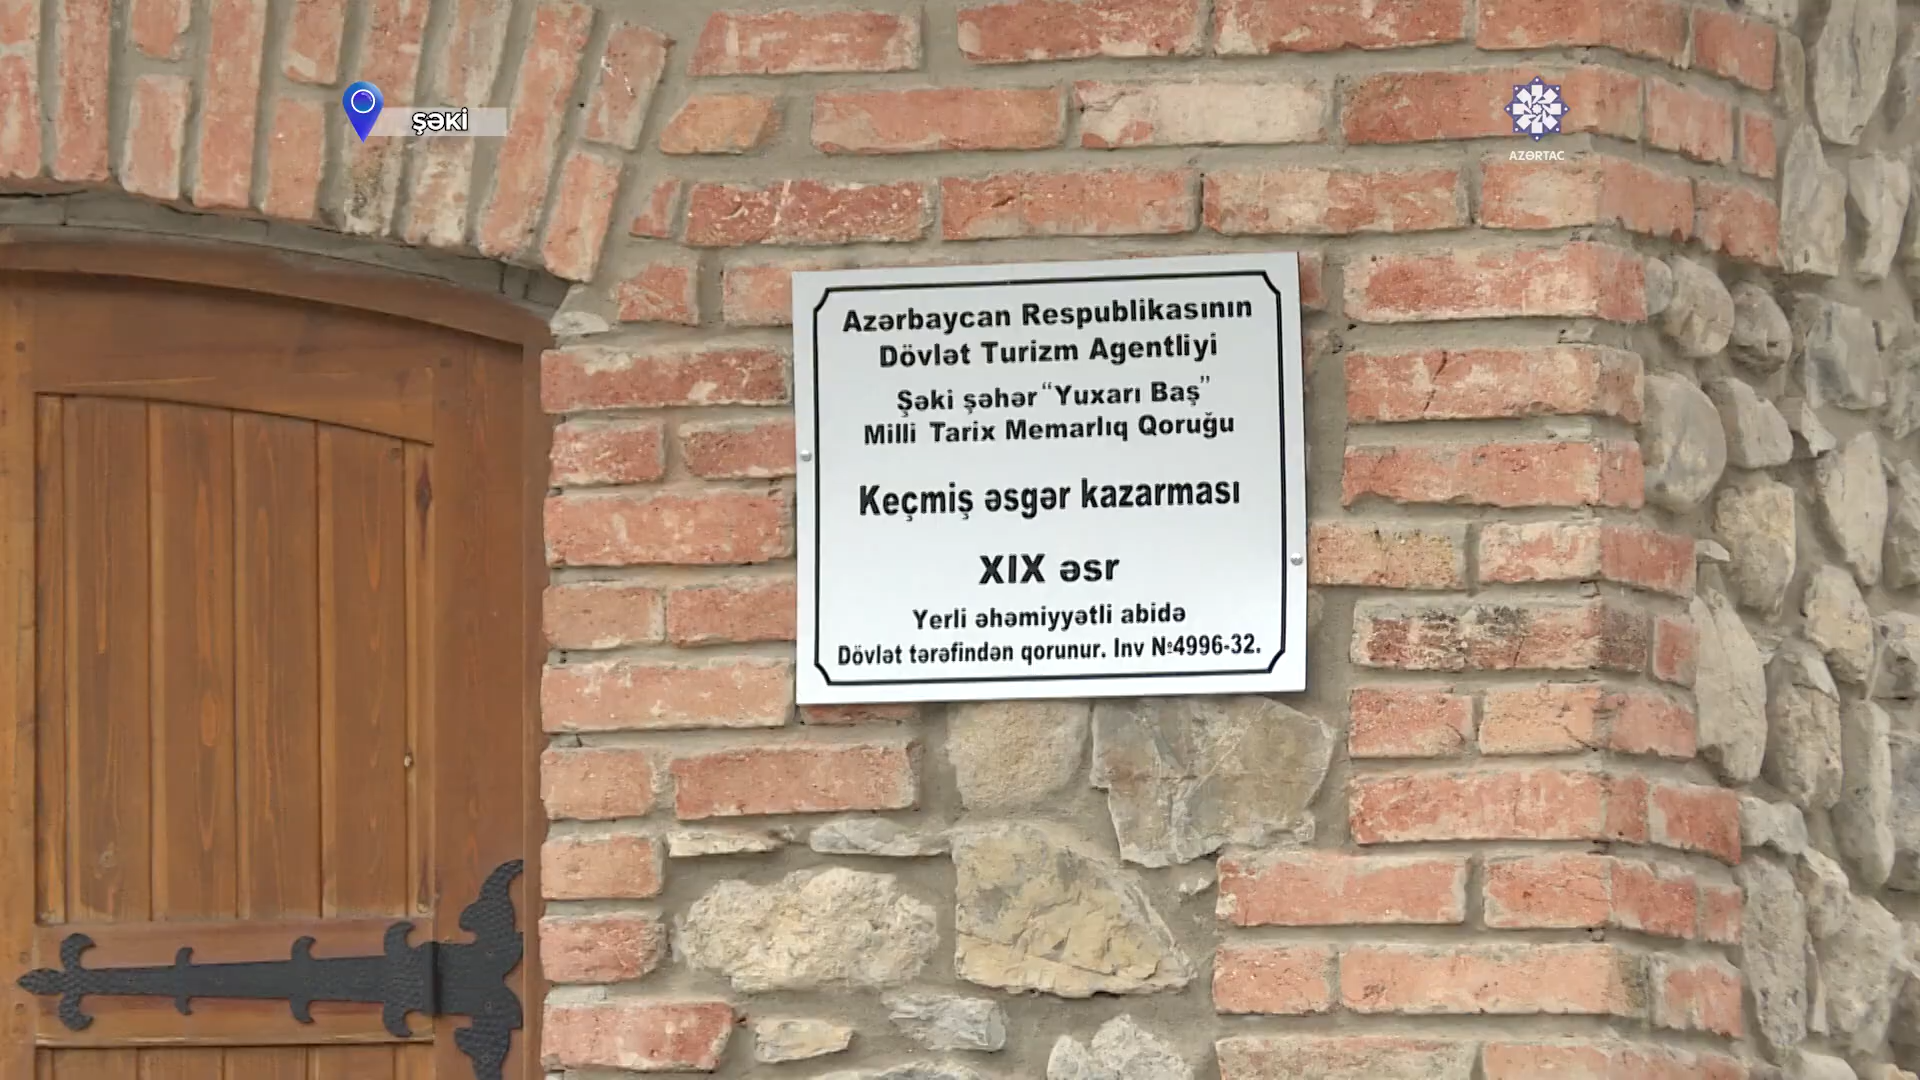 ŞƏKİ
AZƏRTAC
Azərbaycan Respublikasının
Dövlət Turizm Agentliyi
Şəki şəhər “Yuxarı Baş”
Milli Tarix Memarlıq Qoruğu
Keçmiş əsgər kazarması
XIX əsr
Yerli əhəmiyyətli abidə
Dövlət tərəfindən qorunur. Inv №4996-32.